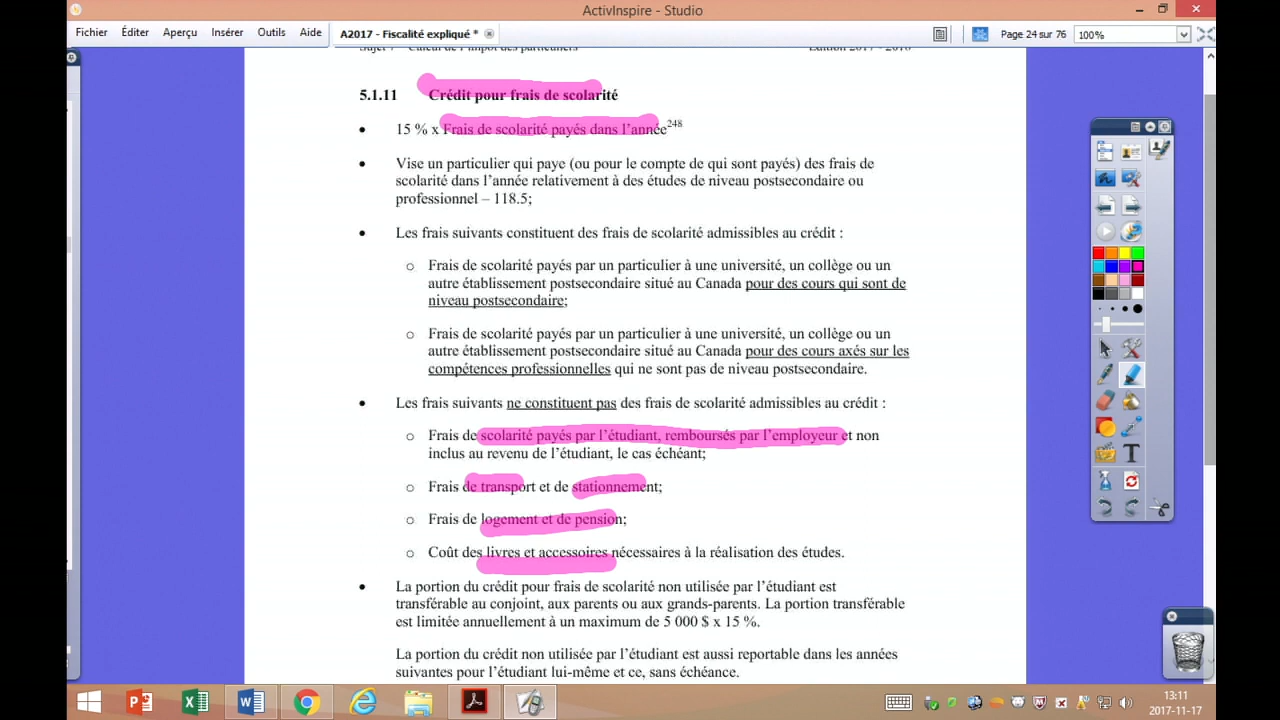 ActivInspire - Studio
Fichier Éditer Aperçu Insérer Outils Aide A2017 - Fiscalité expliqué * Page 24 sur 76 100%
5.1.11 Crédit pour frais de scolarité
• 15 % x Frais de scolarité payés dans l'année248
• Vise un particulier qui paye (ou pour le compte de qui sont payés) des frais de
scolarité dans l'année relativement à des études de niveau postsecondaire ou
professionnel – 118.5;
• Les frais suivants constituent des frais de scolarité admissibles au crédit :
o Frais de scolarité payés par un particulier à une université, un collège ou un
autre établissement postsecondaire situé au Canada pour des cours qui sont de
niveau postsecondaire;
o Frais de scolarité payés par un particulier à une université, un collège ou un
autre établissement postsecondaire situé au Canada pour des cours axés sur les
compétences professionnelles qui ne sont pas de niveau postsecondaire.
• Les frais suivants ne constituent pas des frais de scolarité admissibles au crédit :
o Frais de scolarité payés par l'étudiant, remboursés par l'employeur et non
inclus au revenu de l'étudiant, le cas échéant;
o Frais de transport et de stationnement;
o Frais de logement et de pension;
o Coût des livres et accessoires nécessaires à la réalisation des études.
• La portion du crédit pour frais de scolarité non utilisée par l'étudiant est
transférable au conjoint, aux parents ou aux grands-parents. La portion transférable
est limitée annuellement à un maximum de 5 000 $ x 15 %.
La portion du crédit non utilisée par l'étudiant est aussi reportable dans les années
suivantes pour l'étudiant lui-même et ce, sans échéance.
13:11
2017-11-17